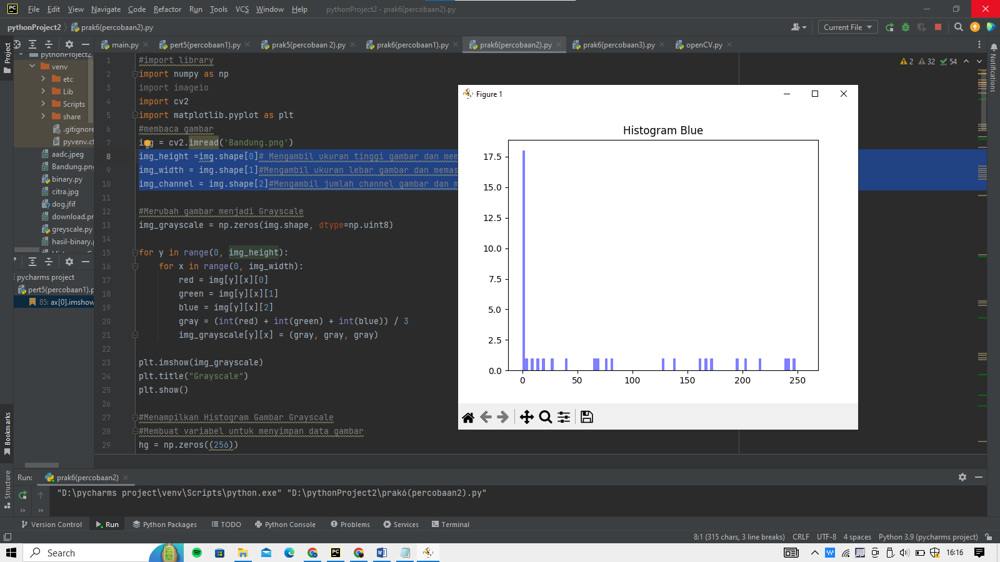 PC File Edit View Navigate Code Refactor Run Tools VCS Window Help pythonProject2 - prak6(percobaan2).py
pythonProject2 prak6(percobaan2).py Current File
main.py pert5(percobaan1).py prak5(percobaan 2).py prak6(percobaan1).py prak6(percobaan2).py prak6(percobaan3).py openCV.py
Project
pythonProject2
venv
etc
Lib
Scripts
share
.gitignore
pyvenv.cf
aadc.jpeg
Bandung.png
binary.py
citra.jpg
dog.jfif
download.pr
greyscale.py
hasil-binary.
pycharms project
pert5(percobaan1).p
85: ax[0].imshow
Bookmarks
Structure
Notifications
2 32 54
1 #import library
2 import numpy as np
3 import imageio
4 import cv2
5 import matplotlib.pyplot as plt
6 #membaca gambar
7 img = cv2.imread('Bandung.png')
8 img_height =img.shape[0]# Mengambil ukuran tinggi gambar dan mem
9 img_width = img.shape[1]#Mengambil ukuran lebar gambar dan memas
10 img_channel = img.shape[2]#Mengambil jumlah channel gambar dan m
11
12 #Merubah gambar menjadi Grayscale
13 img_grayscale = np.zeros(img.shape, dtype=np.uint8)
14
15 for y in range(0, img_height):
16 for x in range(0, img_width):
17 red = img[y][x][0]
18 green = img[y][x][1]
19 blue = img[y][x][2]
20 gray = (int(red) + int(green) + int(blue)) / 3
21 img_grayscale[y][x] = (gray, gray, gray)
22
23 plt.imshow(img_grayscale)
24 plt.title("Grayscale")
25 plt.show()
26
27 #Menampilkan Histogram Gambar Grayscale
28 #Membuat variabel untuk menyimpan data gambar
29 hg = np.zeros((256))
Figure 1
Histogram Blue
17.5
15.0
12.5
10.0
7.5
5.0
2.5
0.0
0 50 100 150 200 250
Run: prak6(percobaan2)
"D:\pycharms project\venv\Scripts\python.exe" "D:\pythonProject2\prak6(percobaan2).py"
Version Control Run Python Packages TODO Python Console Problems Services Terminal
8:1 (315 chars, 3 line breaks) CRLF UTF-8 4 spaces Python 3.9 (pycharms project)
Search 16:16